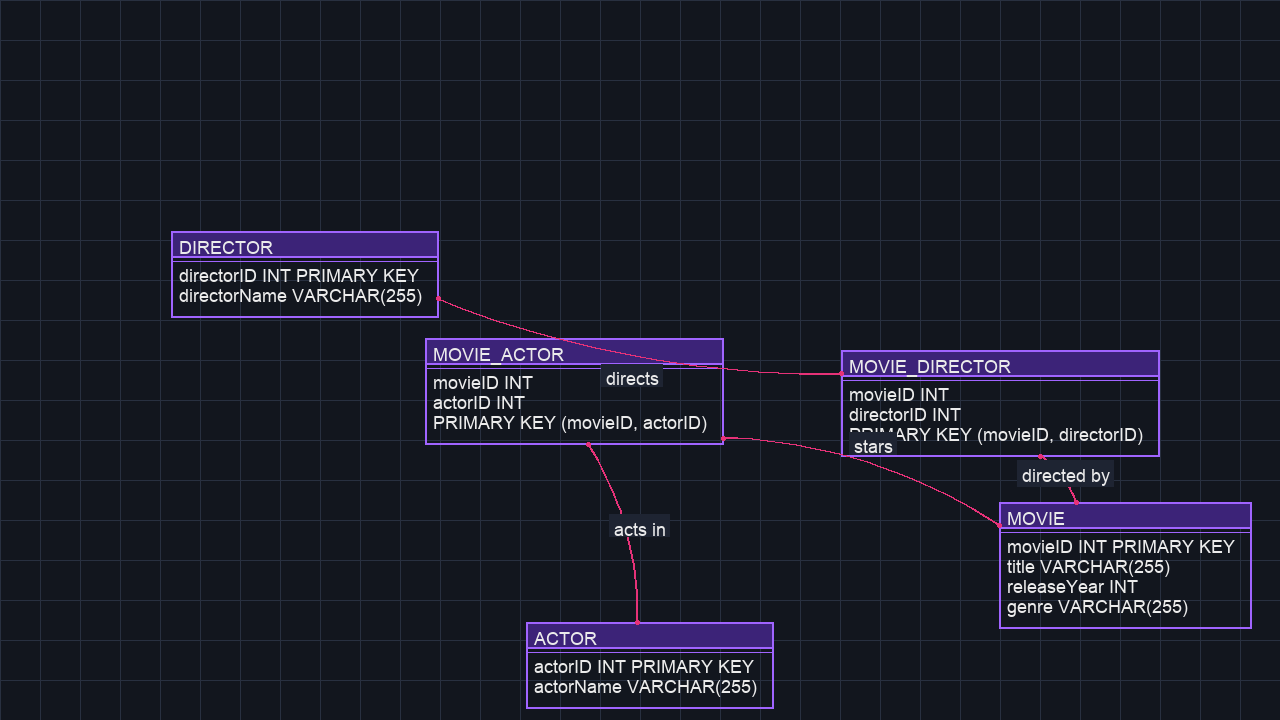 DIRECTOR
directorID INT PRIMARY KEY
directorName VARCHAR(255)
MOVIE_ACTOR
movieID INT
actorID INT
PRIMARY KEY (movieID, actorID)
directs
MOVIE_DIRECTOR
movieID INT
directorID INT
PRIMARY KEY (movieID, directorID)
stars
directed by
MOVIE
movieID INT PRIMARY KEY
title VARCHAR(255)
releaseYear INT
genre VARCHAR(255)
acts in
ACTOR
actorID INT PRIMARY KEY
actorName VARCHAR(255)